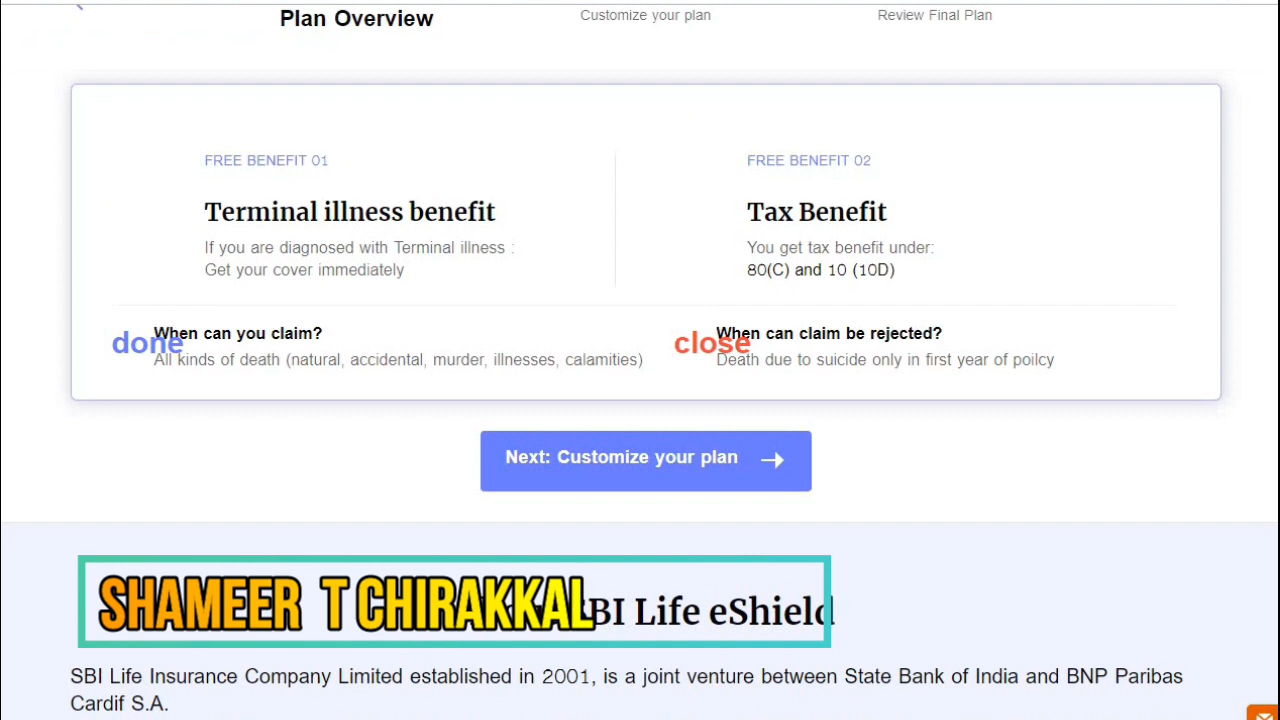 Plan Overview
Customize your plan
Review Final Plan
FREE BENEFIT 01
Terminal illness benefit
If you are diagnosed with Terminal illness :
Get your cover immediately
FREE BENEFIT 02
Tax Benefit
You get tax benefit under:
80(C) and 10 (10D)
done
When can you claim?
All kinds of death (natural, accidental, murder, illnesses, calamities)
close
When can claim be rejected?
Death due to suicide only in first year of poilcy
Next: Customize your plan
SHAMEER T CHIRAKKAL
SBI Life eShield
SBI Life Insurance Company Limited established in 2001, is a joint venture between State Bank of India and BNP Paribas
Cardif S.A.